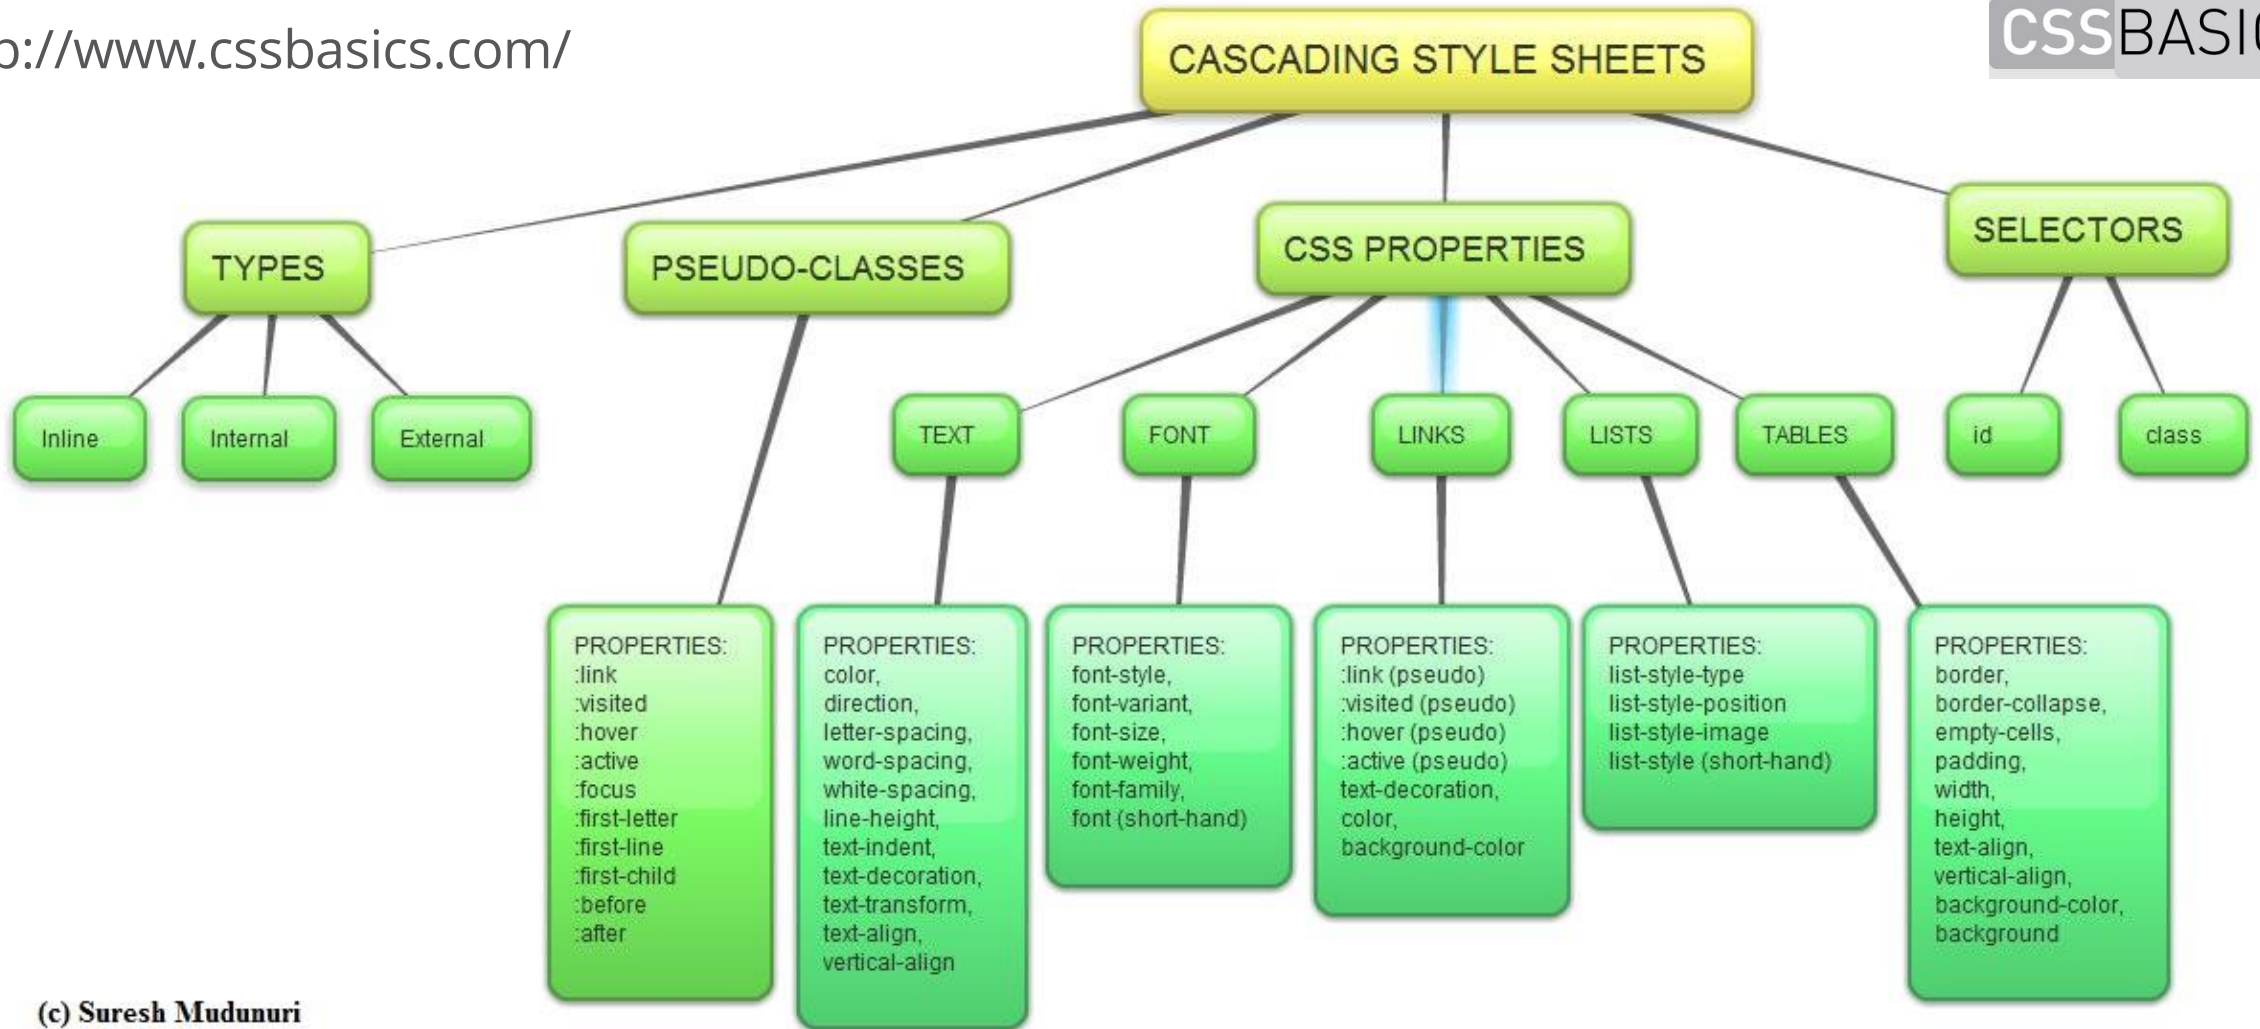 p://www.cssbasics.com/
CSSBASIC
CASCADING STYLE SHEETS
TYPES
PSEUDO-CLASSES
CSS PROPERTIES
SELECTORS
Inline
Internal
External
TEXT
FONT
LINKS
LISTS
TABLES
id
class
PROPERTIES:
:link
:visited
:hover
:active
:focus
:first-letter
:first-line
:first-child
:before
:after
PROPERTIES:
color,
direction,
letter-spacing,
word-spacing,
white-spacing,
line-height,
text-indent,
text-decoration,
text-transform,
text-align,
vertical-align
PROPERTIES:
font-style,
font-variant,
font-size,
font-weight,
font-family,
font (short-hand)
PROPERTIES:
:link (pseudo)
:visited (pseudo)
:hover (pseudo)
:active (pseudo)
text-decoration,
color,
background-color
PROPERTIES:
list-style-type
list-style-position
list-style-image
list-style (short-hand)
PROPERTIES:
border,
border-collapse,
empty-cells,
padding,
width,
height,
text-align,
vertical-align,
background-color,
background
(c) Suresh Mudunuri